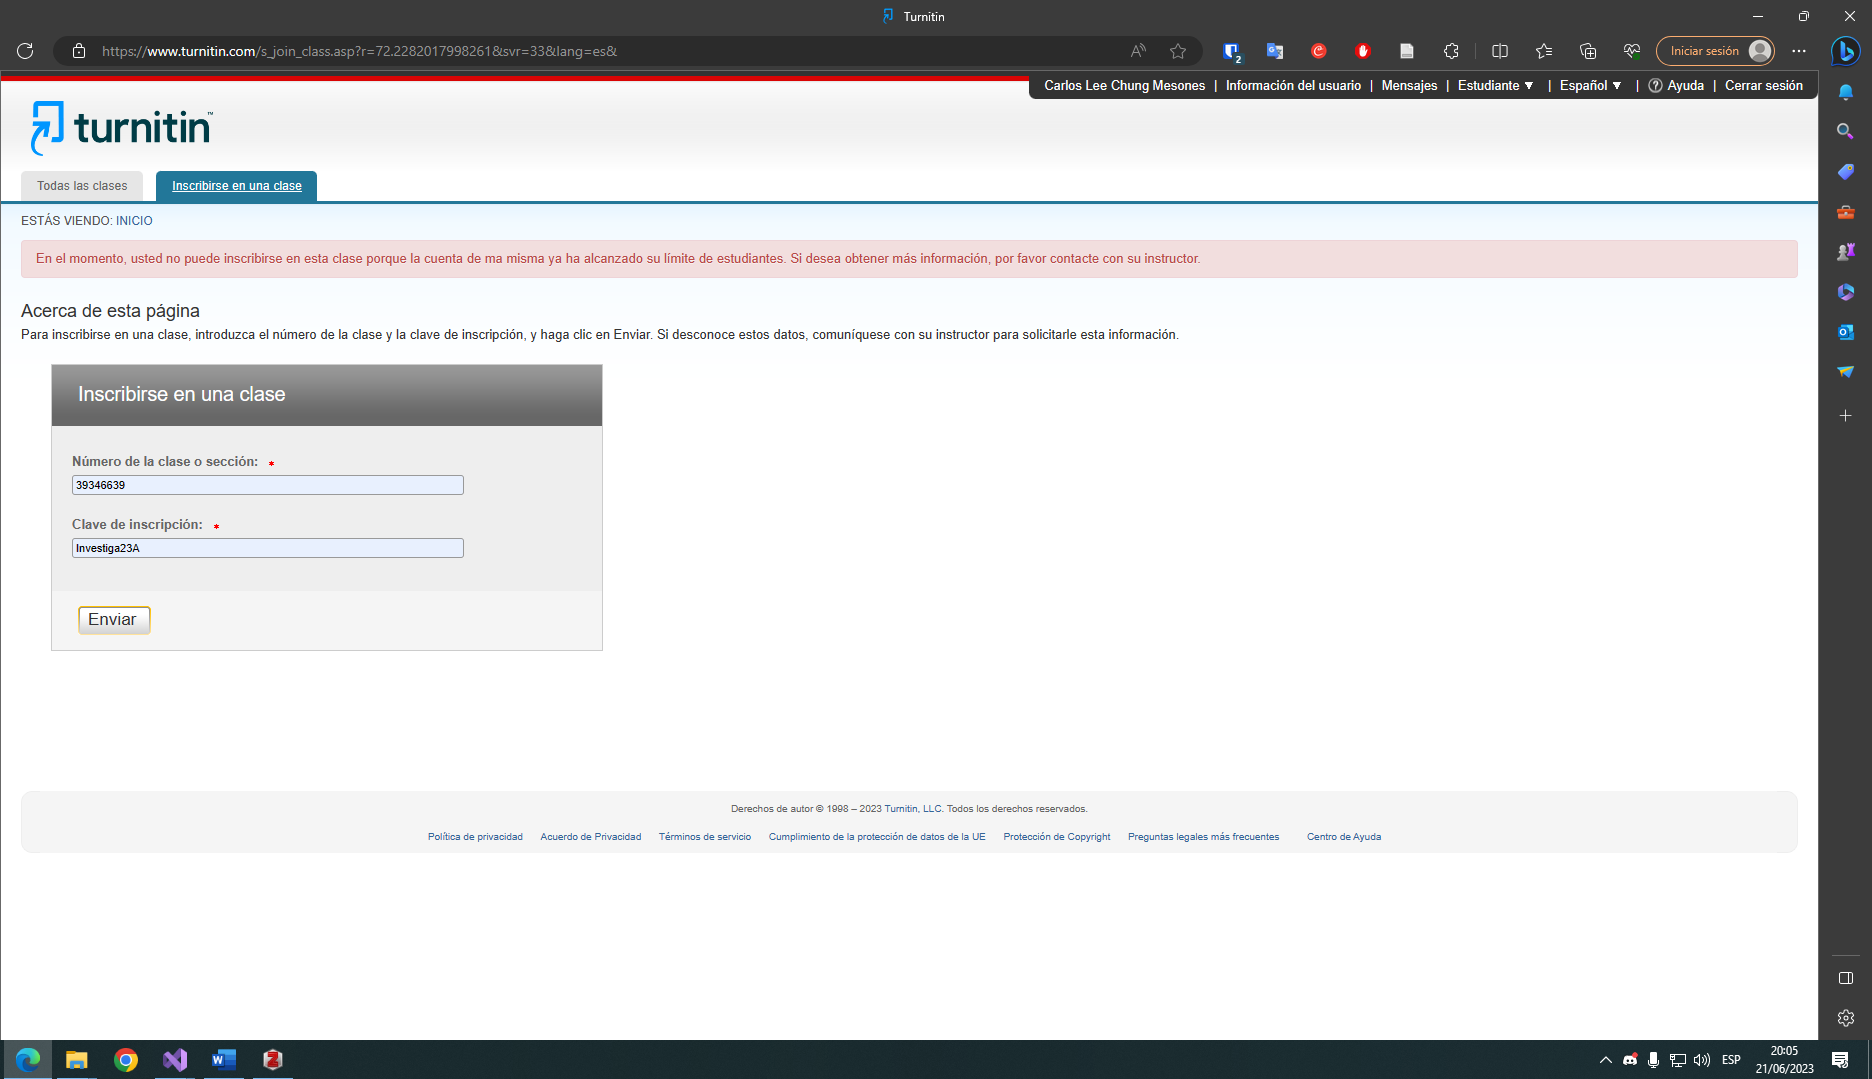 Turnitin
https://www.turnitin.com/s_join_class.asp?r=72.2282017998261&svr=33&lang=es&
2
Iniciar sesión
Carlos Lee Chung Mesones | Información del usuario | Mensajes | Estudiante ▼ | Español ▼ | Ayuda | Cerrar sesión
turnitin™
Todas las clases
Inscribirse en una clase
ESTÁS VIENDO: INICIO
En el momento, usted no puede inscribirse en esta clase porque la cuenta de ma misma ya ha alcanzado su límite de estudiantes. Si desea obtener más información, por favor contacte con su instructor.
Acerca de esta página
Para inscribirse en una clase, introduzca el número de la clase y la clave de inscripción, y haga clic en Enviar. Si desconoce estos datos, comuníquese con su instructor para solicitarle esta información.
Inscribirse en una clase
Número de la clase o sección: *
39346639
Clave de inscripción: *
Investiga23A
Enviar
Derechos de autor © 1998 – 2023 Turnitin, LLC. Todos los derechos reservados.
Política de privacidad Acuerdo de Privacidad Términos de servicio Cumplimiento de la protección de datos de la UE Protección de Copyright Preguntas legales más frecuentes Centro de Ayuda
ESP
20:05
21/06/2023